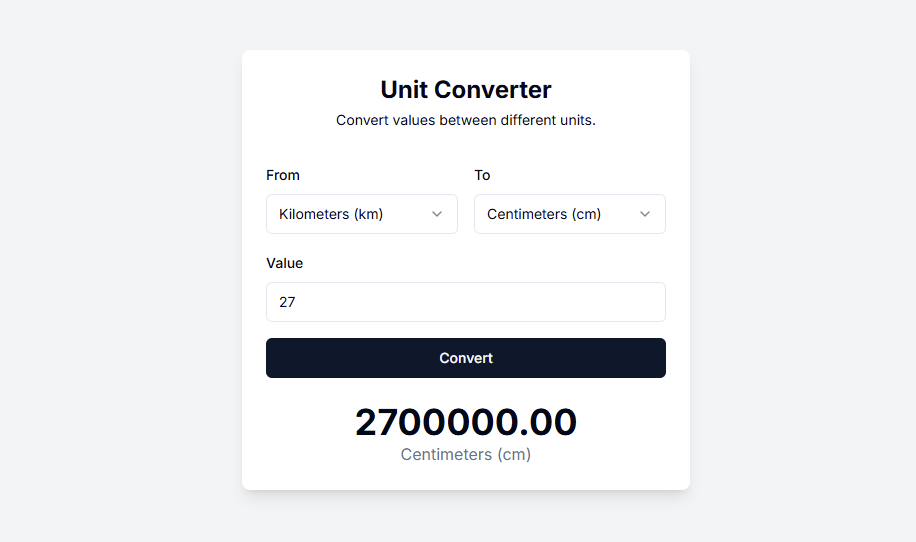 Unit Converter
Convert values between different units.
From
To
Kilometers (km)
Centimeters (cm)
Value
27
Convert
2700000.00
Centimeters (cm)